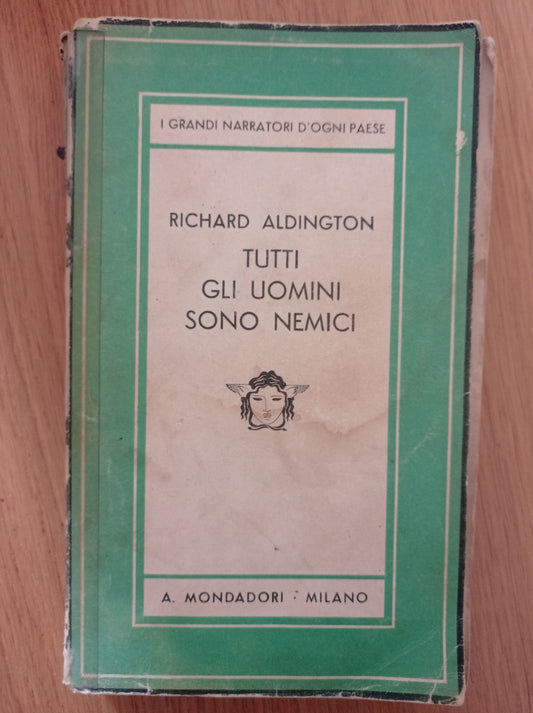 I GRANDI NARRATORI D'OGNI PAESE
RICHARD ALDINGTON
TUTTI
GLI UOMINI
SONO NEMICI
A. MONDADORI · MILANO